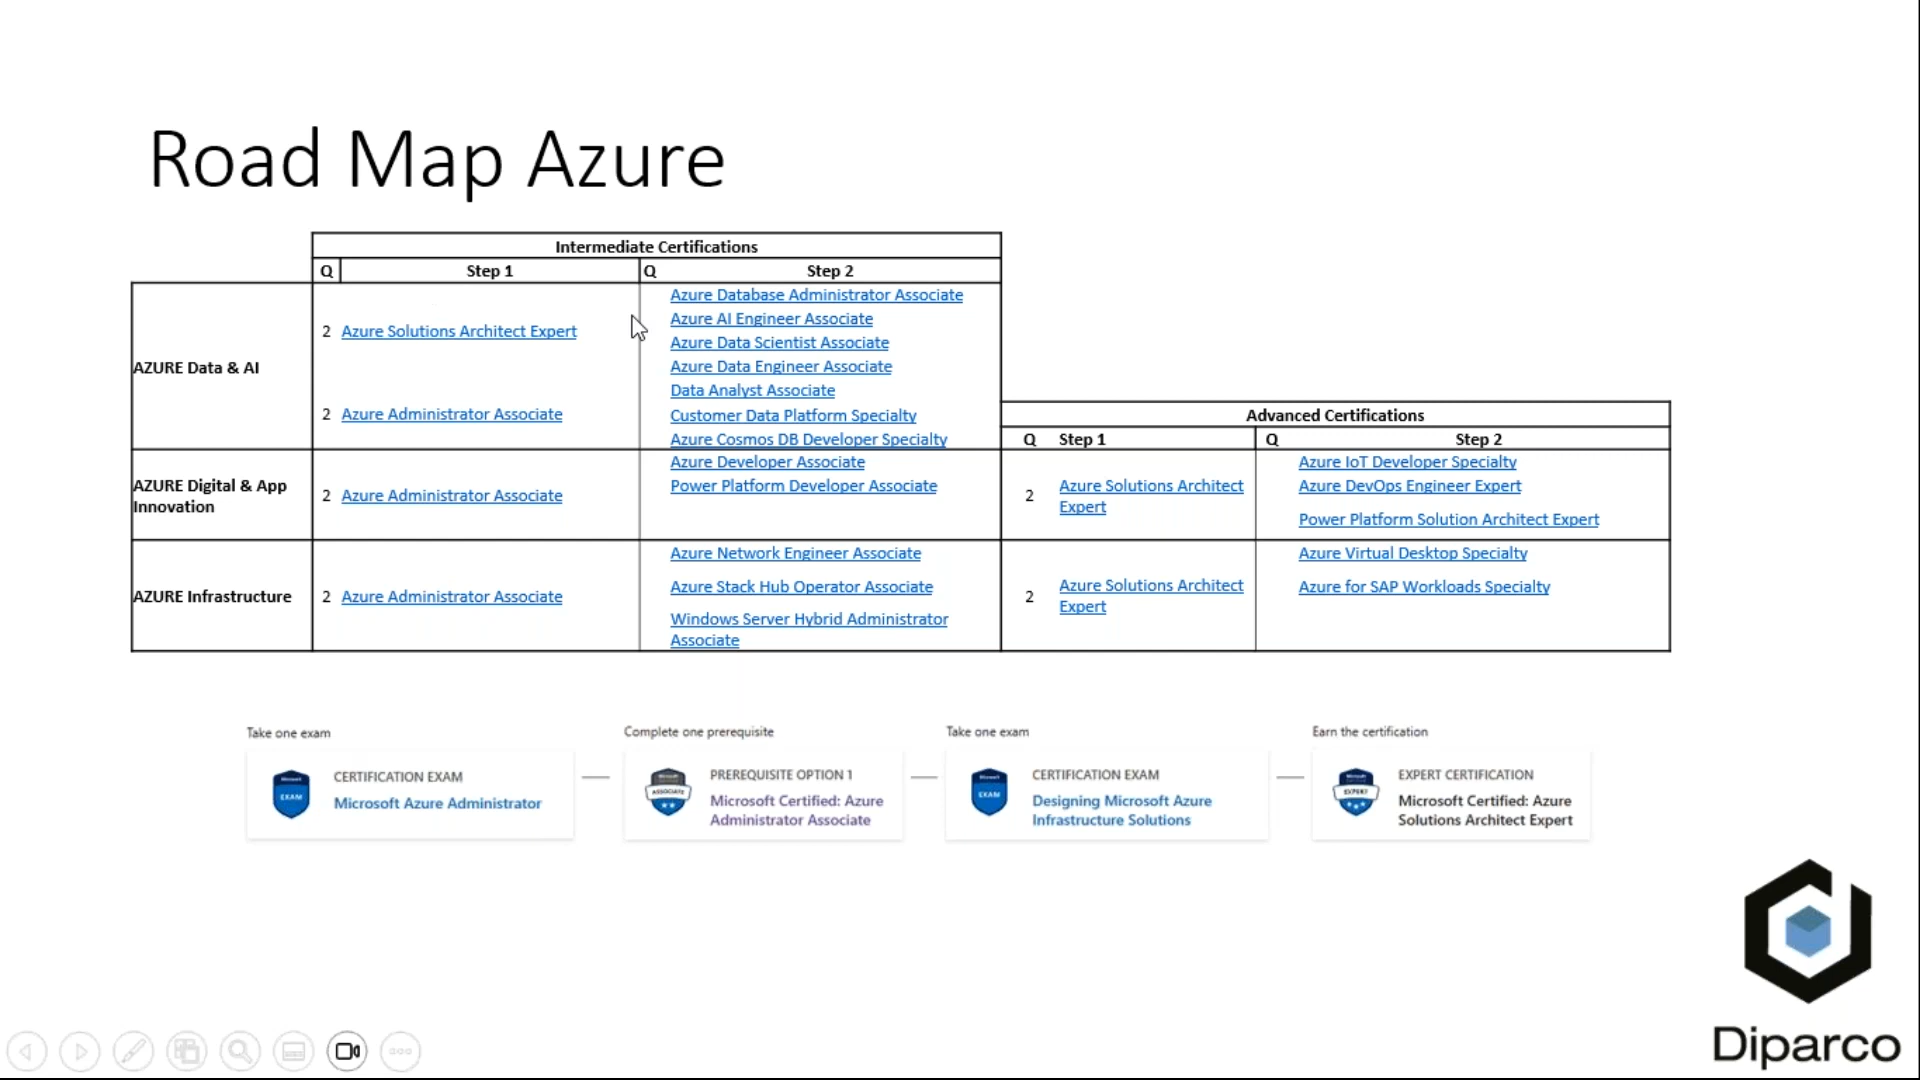 Road Map Azure
Intermediate Certifications
Q Step 1 Q Step 2
AZURE Data & AI
2 Azure Solutions Architect Expert
2 Azure Administrator Associate
Azure Database Administrator Associate
Azure AI Engineer Associate
Azure Data Scientist Associate
Azure Data Engineer Associate
Data Analyst Associate
Customer Data Platform Specialty
Azure Cosmos DB Developer Specialty
Advanced Certifications
Q Step 1 Q Step 2
AZURE Digital & App
Innovation
2 Azure Administrator Associate
Azure Developer Associate
Power Platform Developer Associate
2 Azure Solutions Architect
Expert
Azure IoT Developer Specialty
Azure DevOps Engineer Expert
Power Platform Solution Architect Expert
AZURE Infrastructure
2 Azure Administrator Associate
Azure Network Engineer Associate
Azure Stack Hub Operator Associate
Windows Server Hybrid Administrator
Associate
2 Azure Solutions Architect
Expert
Azure Virtual Desktop Specialty
Azure for SAP Workloads Specialty
Take one exam
EXAM
CERTIFICATION EXAM
Microsoft Azure Administrator
Complete one prerequisite
ASSOCIATE
PREREQUISITE OPTION 1
Microsoft Certified: Azure
Administrator Associate
Take one exam
EXAM
CERTIFICATION EXAM
Designing Microsoft Azure
Infrastructure Solutions
Earn the certification
EXPERT
EXPERT CERTIFICATION
Microsoft Certified: Azure
Solutions Architect Expert
Diparco